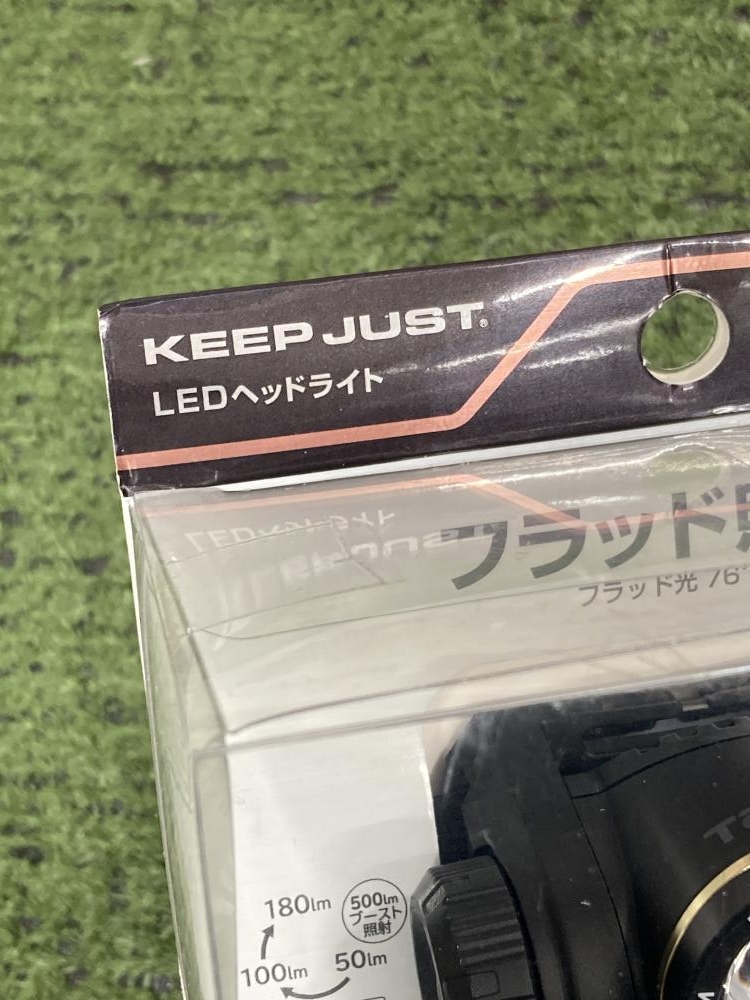 KEEP JUST®
LEDヘッドライト
フラッド
フラッド光 76°
180lm
500lm
ブースト
照射
100lm
50lm